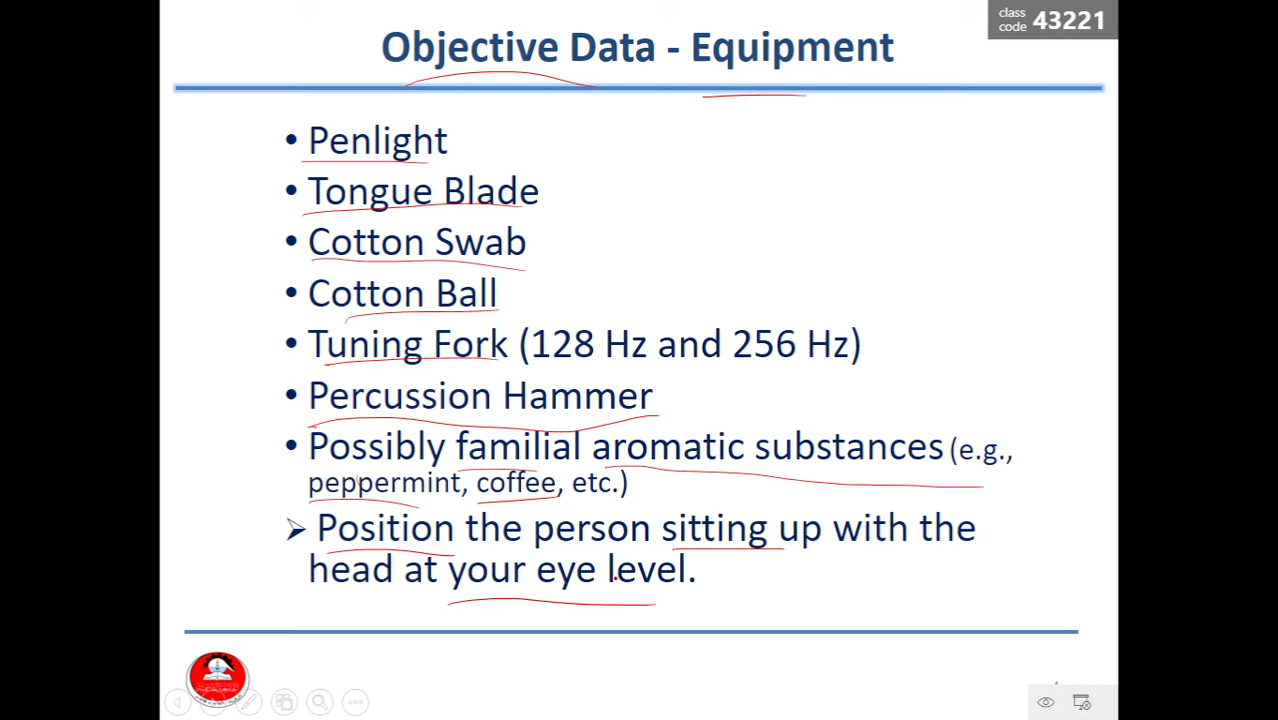 class
code 43221
Objective Data - Equipment
• Penlight
• Tongue Blade
• Cotton Swab
• Cotton Ball
• Tuning Fork (128 Hz and 256 Hz)
• Percussion Hammer
• Possibly familial aromatic substances (e.g.,
peppermint, coffee, etc.)
➢ Position the person sitting up with the
head at your eye level.